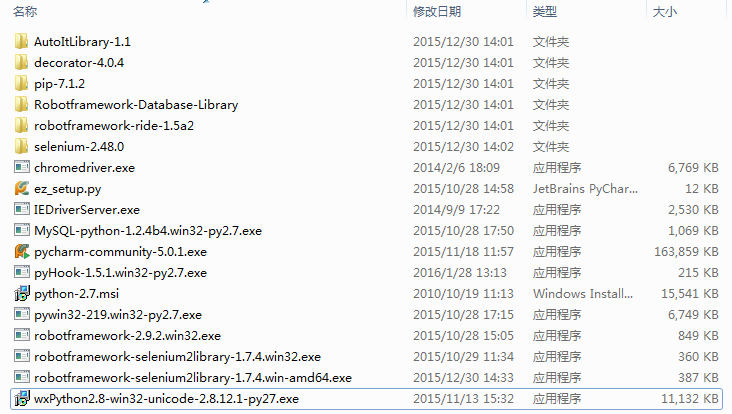 名称 修改日期 类型 大小
AutoItLibrary-1.1 2015/12/30 14:01 文件夹
decorator-4.0.4 2015/12/30 14:01 文件夹
pip-7.1.2 2015/12/30 14:01 文件夹
Robotframework-Database-Library 2015/12/30 14:01 文件夹
robotframework-ride-1.5a2 2015/12/30 14:01 文件夹
selenium-2.48.0 2015/12/30 14:02 文件夹
chromedriver.exe 2014/2/6 18:09 应用程序 6,769 KB
ez_setup.py 2015/10/28 14:58 JetBrains PyChar... 12 KB
IEDriverServer.exe 2014/9/9 17:22 应用程序 2,530 KB
MySQL-python-1.2.4b4.win32-py2.7.exe 2015/10/28 17:50 应用程序 1,069 KB
pycharm-community-5.0.1.exe 2015/11/18 11:57 应用程序 163,859 KB
pyHook-1.5.1.win32-py2.7.exe 2016/1/28 13:13 应用程序 215 KB
python-2.7.msi 2010/10/19 11:13 Windows Install... 15,541 KB
pywin32-219.win32-py2.7.exe 2015/10/28 17:15 应用程序 6,749 KB
robotframework-2.9.2.win32.exe 2015/10/28 15:05 应用程序 849 KB
robotframework-selenium2library-1.7.4.win32.exe 2015/10/29 11:34 应用程序 360 KB
robotframework-selenium2library-1.7.4.win-amd64.exe 2015/12/30 14:33 应用程序 387 KB
wxPython2.8-win32-unicode-2.8.12.1-py27.exe 2015/11/13 15:32 应用程序 11,132 KB